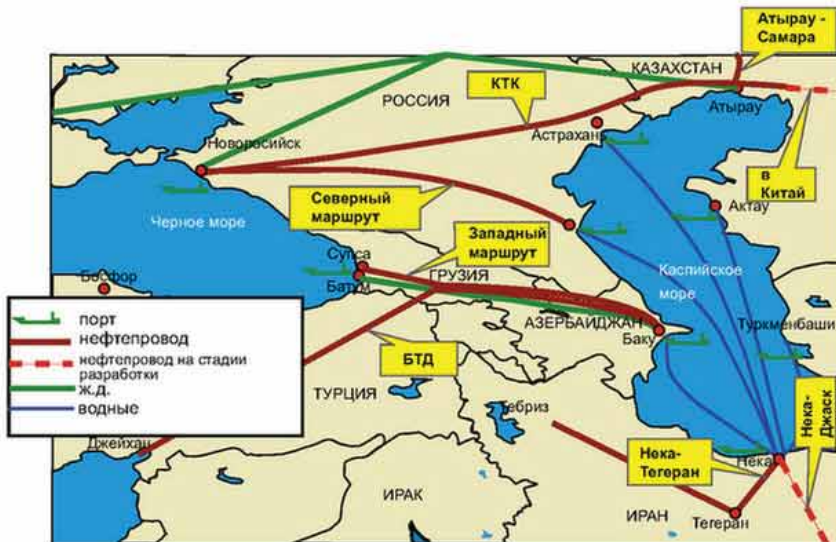 Атырау -
Самара
КАЗАХСТАН
РОССИЯ
КТК
Атырау
Астрахань
Новоросийск
в
Китай
Северный
маршрут
Актау
Черное море
Западный
маршрут
Супса
ГРУЗИЯ
Каспийское
море
Босфор
Батум
АЗЕРБАЙДЖАН
Баку
Туркменбаши
порт
нефтепровод
нефтепровод на стадии
разработки
ж.д.
водные
БТД
ТУРЦИЯ
Тебриз
Нека-
Джаск
Джейхан
Нека-
Тегеран
Нека
ИРАК
ИРАН
Тегеран